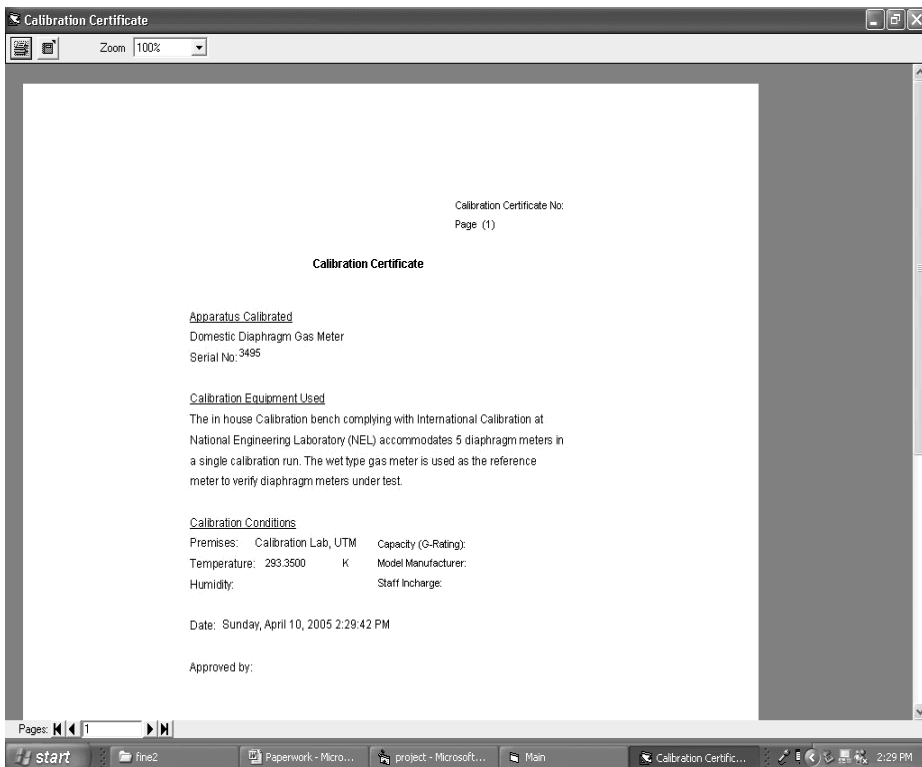 Calibration Certificate
Zoom 100%
Calibration Certificate No:
Page (1)
Calibration Certificate
Apparatus Calibrated
Domestic Diaphragm Gas Meter
Serial No: 3495
Calibration Equipment Used
The in house Calibration bench complying with International Calibration at
National Engineering Laboratory (NEL) accommodates 5 diaphragm meters in
a single calibration run. The wet type gas meter is used as the reference
meter to verify diaphragm meters under test.
Calibration Conditions
Premises: Calibration Lab, UTM Capacity (G-Rating):
Temperature: 293.3500 K Model Manufacturer:
Humidity: Staff Incharge:
Date: Sunday, April 10, 2005 2:29:42 PM
Approved by:
Pages: 1
start fine2 Paperwork - Micro... project - Microsoft... Main Calibration Certific... 2:29 PM